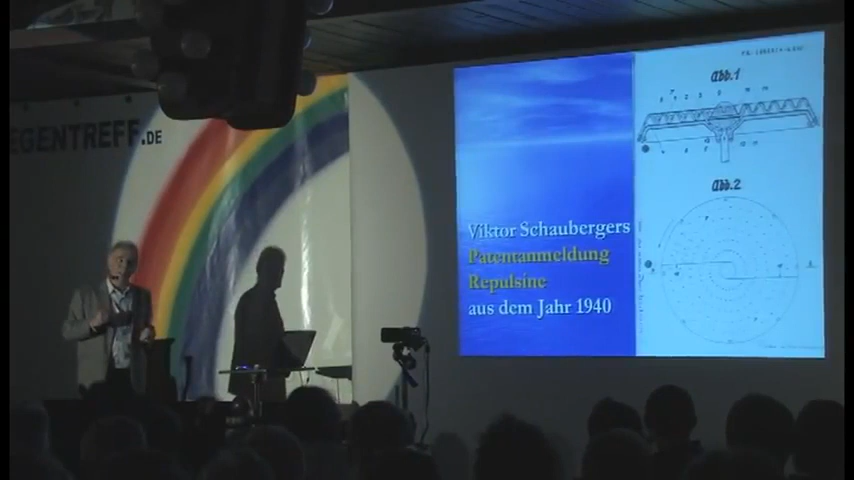 EGENTREFF.DE
Viktor Schaubergers
Patentanmeldung
Repulsine
aus dem Jahr 1940
Abb.1
Abb.2